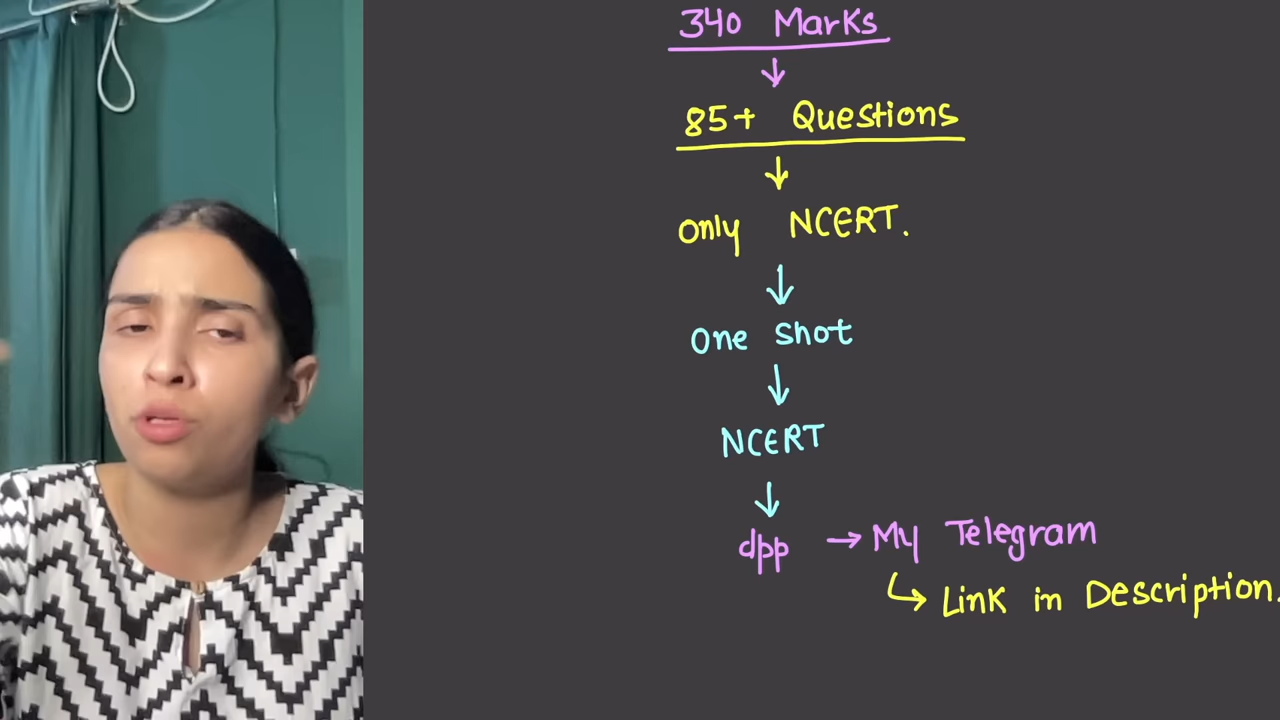 340 Marks
↓
85+ Questions
↓
only NCERT.
↓
One Shot
↓
NCERT
↓
dpp → My Telegram
↳ Link in Description.